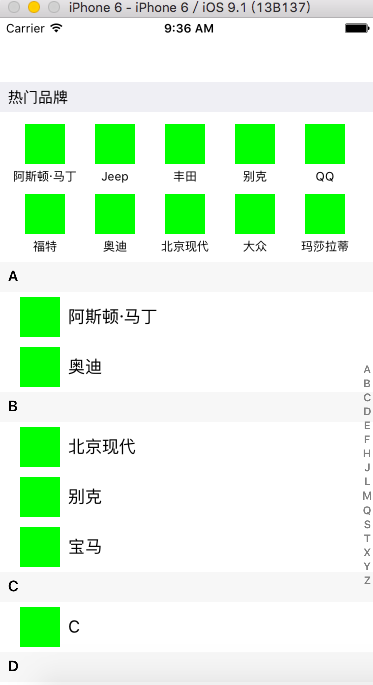 iPhone 6 - iPhone 6 / iOS 9.1 (13B137)
Carrier 9:36 AM
热门品牌
阿斯顿·马丁 Jeep 丰田 别克 QQ
福特 奥迪 北京现代 大众 玛莎拉蒂
A
阿斯顿·马丁
奥迪
B
北京现代
别克
宝马
C
C
D
A
B
C
D
E
F
H
J
L
M
Q
S
T
X
Y
Z